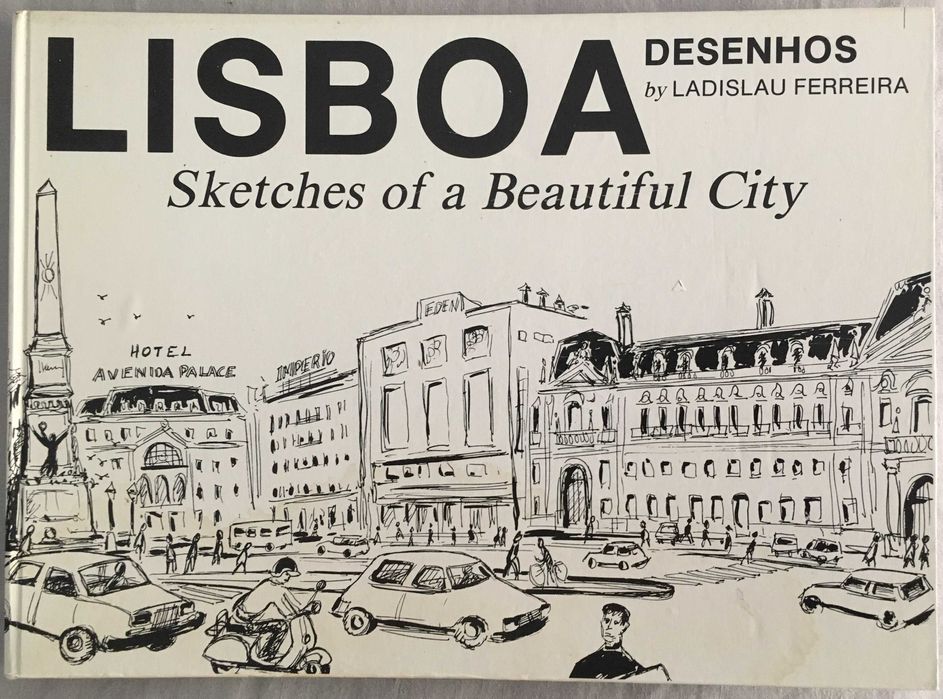 LISBOA
DESENHOS
by LADISLAU FERREIRA
Sketches of a Beautiful City
EDEN
HOTEL
AVENIDA PALACE
IMPERIO